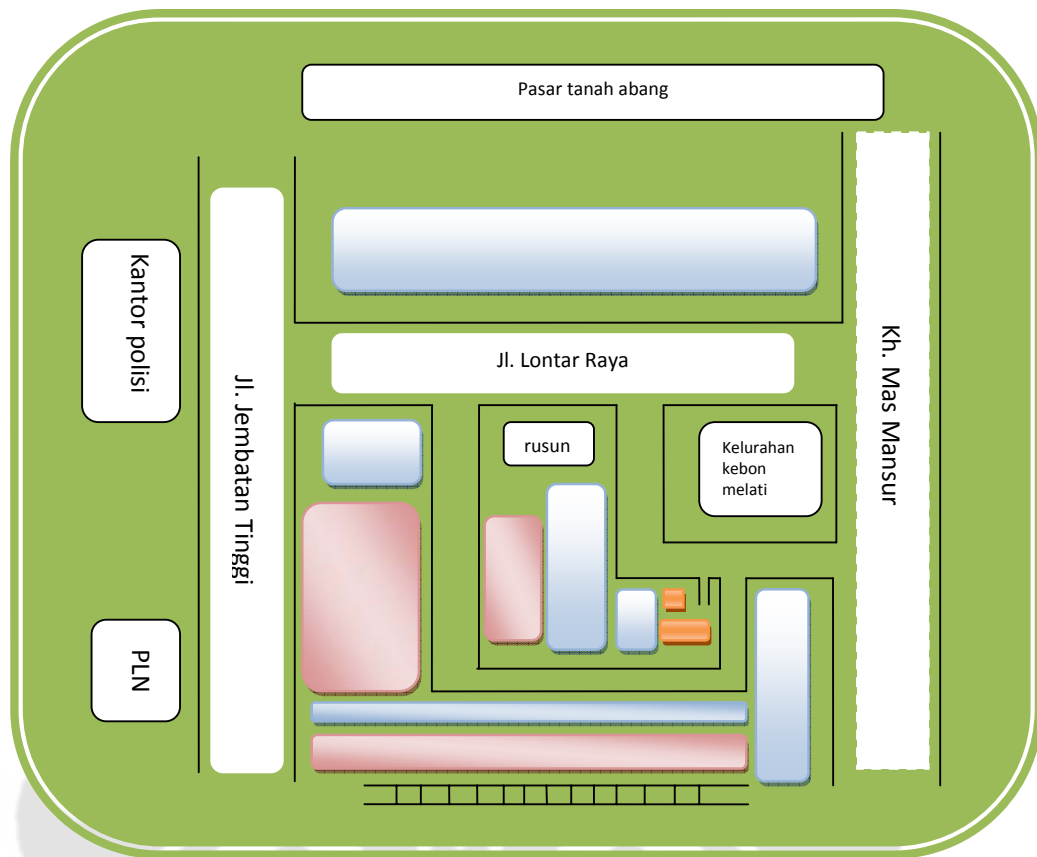 Pasar tanah abang
Kantor polisi
Jl. Jembatan Tinggi
Jl. Lontar Raya
Kh. Mas Mansur
rusun
Kelurahan
kebon
melati
PLN